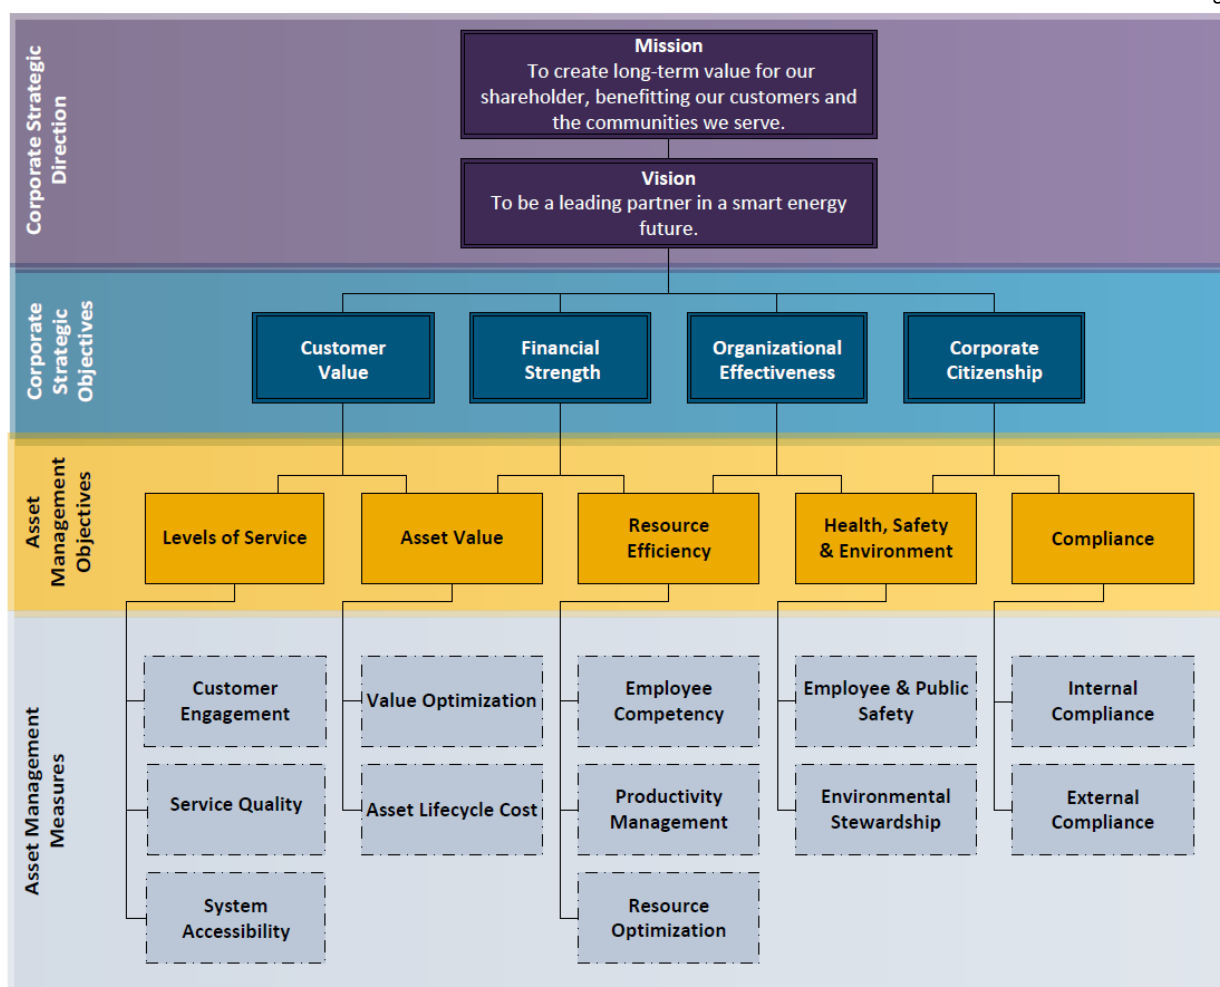 Corporate Strategic
Direction
Mission
To create long-term value for our
shareholder, benefitting our customers and
the communities we serve.
Vision
To be a leading partner in a smart energy
future.
Corporate
Strategic
Objectives
Customer
Value
Financial
Strength
Organizational
Effectiveness
Corporate
Citizenship
Asset
Management
Objectives
Levels of Service
Asset Value
Resource
Efficiency
Health, Safety
& Environment
Compliance
Asset Management
Measures
Customer
Engagement
Value Optimization
Employee
Competency
Employee & Public
Safety
Internal
Compliance
Service Quality
Asset Lifecycle Cost
Productivity
Management
Environmental
Stewardship
External
Compliance
System
Accessibility
Resource
Optimization